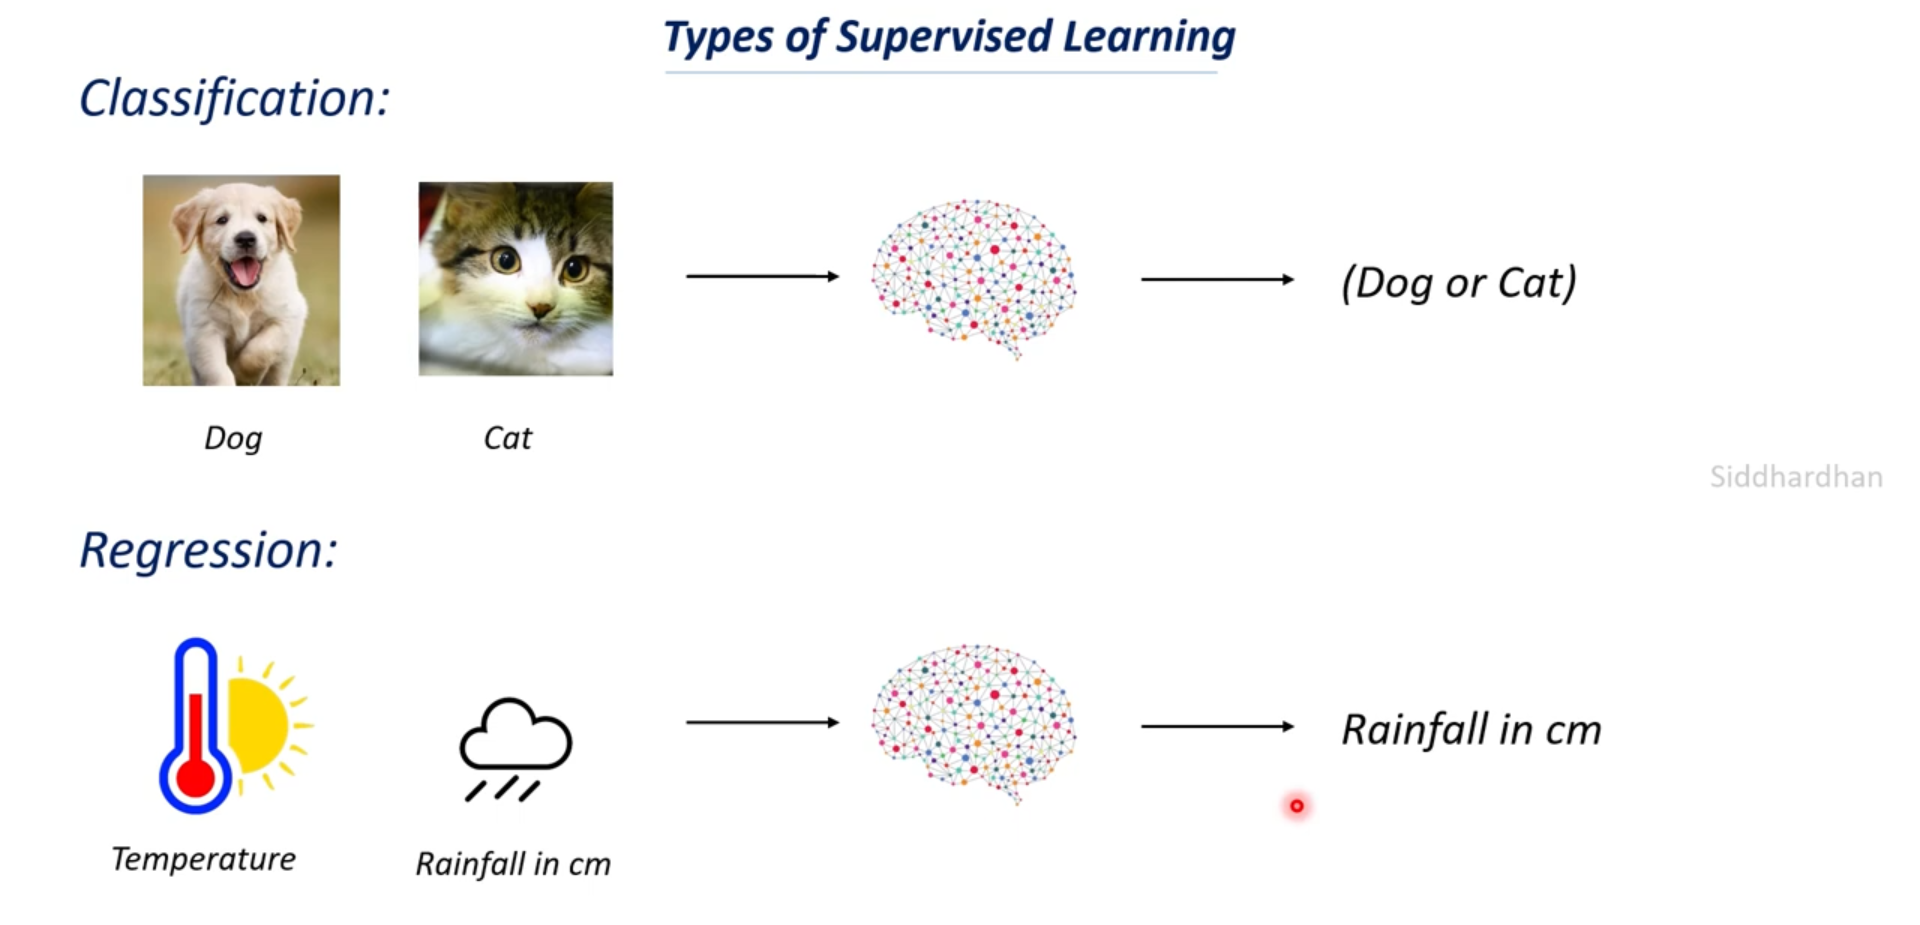 Types of Supervised Learning
Classification:
(Dog or Cat)
Dog
Cat
Siddhardhan
Regression:
Rainfall in cm
Temperature
Rainfall in cm